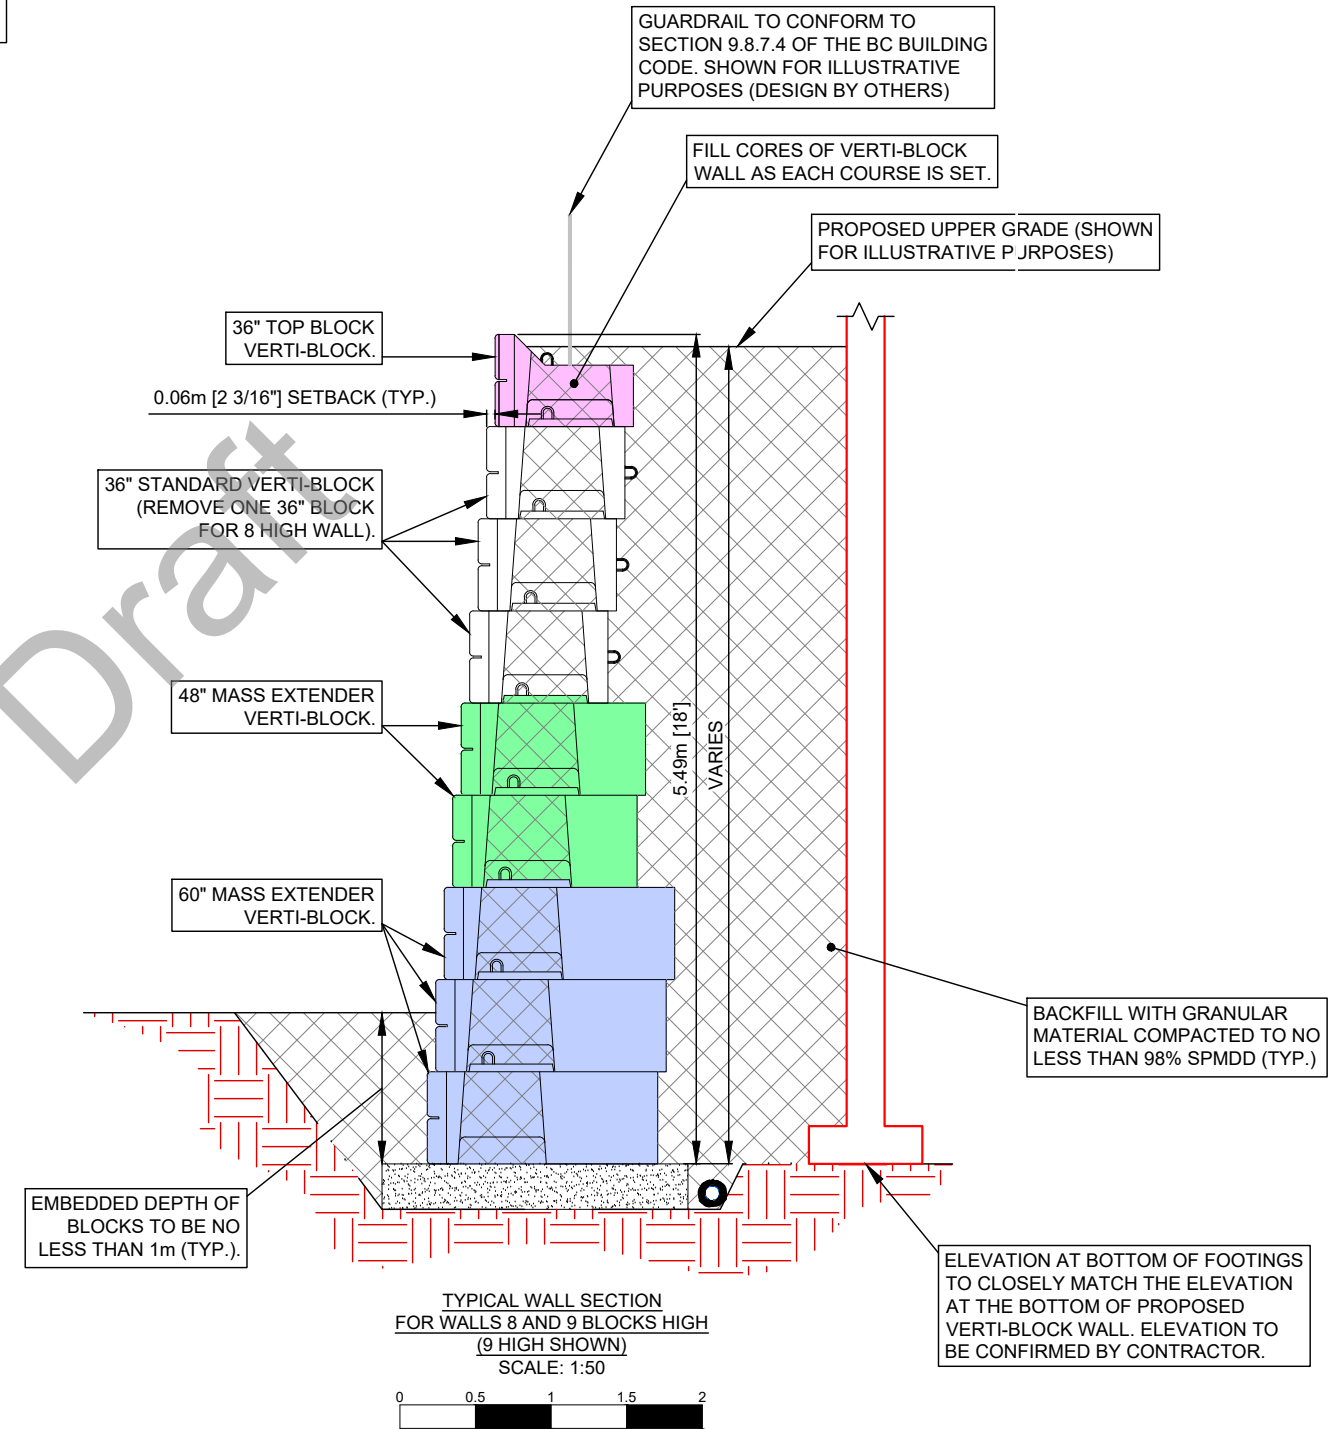 GUARDRAIL TO CONFORM TO
SECTION 9.8.7.4 OF THE BC BUILDING
CODE. SHOWN FOR ILLUSTRATIVE
PURPOSES (DESIGN BY OTHERS)
FILL CORES OF VERTI-BLOCK
WALL AS EACH COURSE IS SET.
PROPOSED UPPER GRADE (SHOWN
FOR ILLUSTRATIVE PURPOSES)
36" TOP BLOCK
VERTI-BLOCK.
0.06m [2 3/16"] SETBACK (TYP.)
36" STANDARD VERTI-BLOCK
(REMOVE ONE 36" BLOCK
FOR 8 HIGH WALL).
Draft
48" MASS EXTENDER
VERTI-BLOCK.
5.49m [18']
VARIES
60" MASS EXTENDER
VERTI-BLOCK.
BACKFILL WITH GRANULAR
MATERIAL COMPACTED TO NO
LESS THAN 98% SPMDD (TYP.)
EMBEDDED DEPTH OF
BLOCKS TO BE NO
LESS THAN 1m (TYP.).
ELEVATION AT BOTTOM OF FOOTINGS
TO CLOSELY MATCH THE ELEVATION
AT THE BOTTOM OF PROPOSED
VERTI-BLOCK WALL. ELEVATION TO
BE CONFIRMED BY CONTRACTOR.
TYPICAL WALL SECTION
FOR WALLS 8 AND 9 BLOCKS HIGH
(9 HIGH SHOWN)
SCALE: 1:50
0 0.5 1 1.5 2